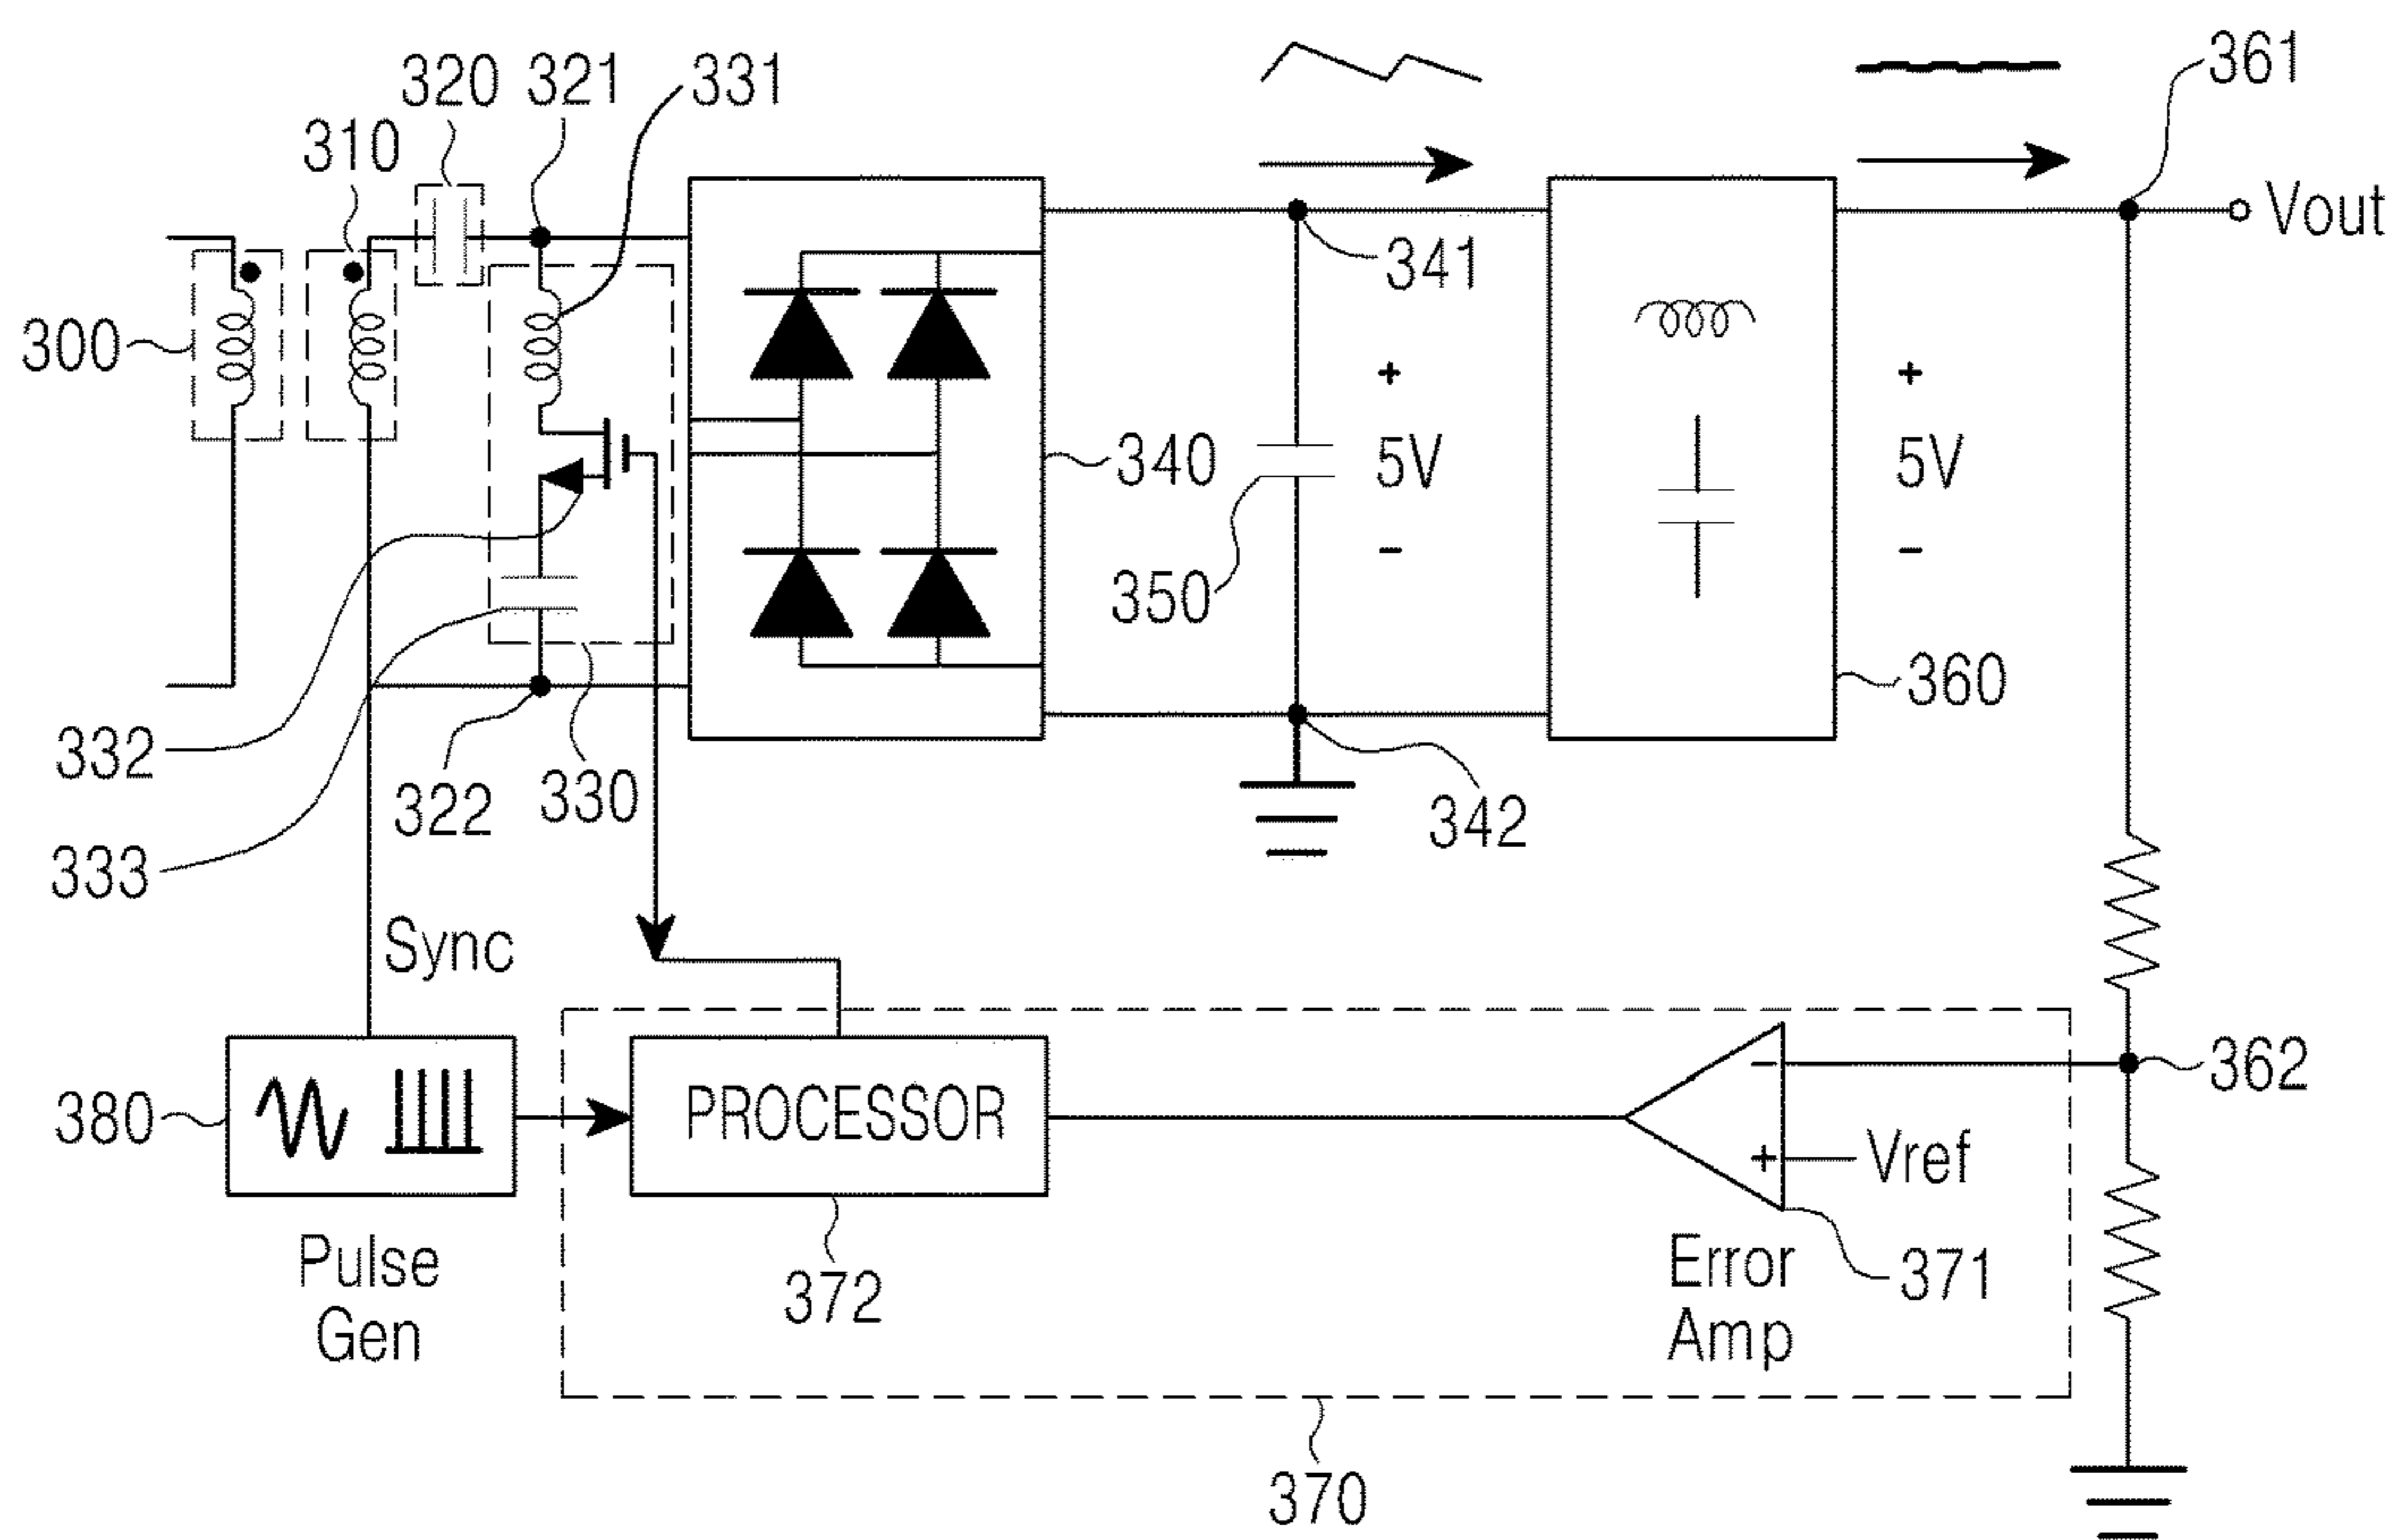 320
321
331
361
310
Vout
341
300
+
5V
−
+
5V
−
340
350
360
332
322
330
342
333
Sync
362
380
PROCESSOR
−
+
Vref
Pulse
Gen
372
Error
Amp
371
370